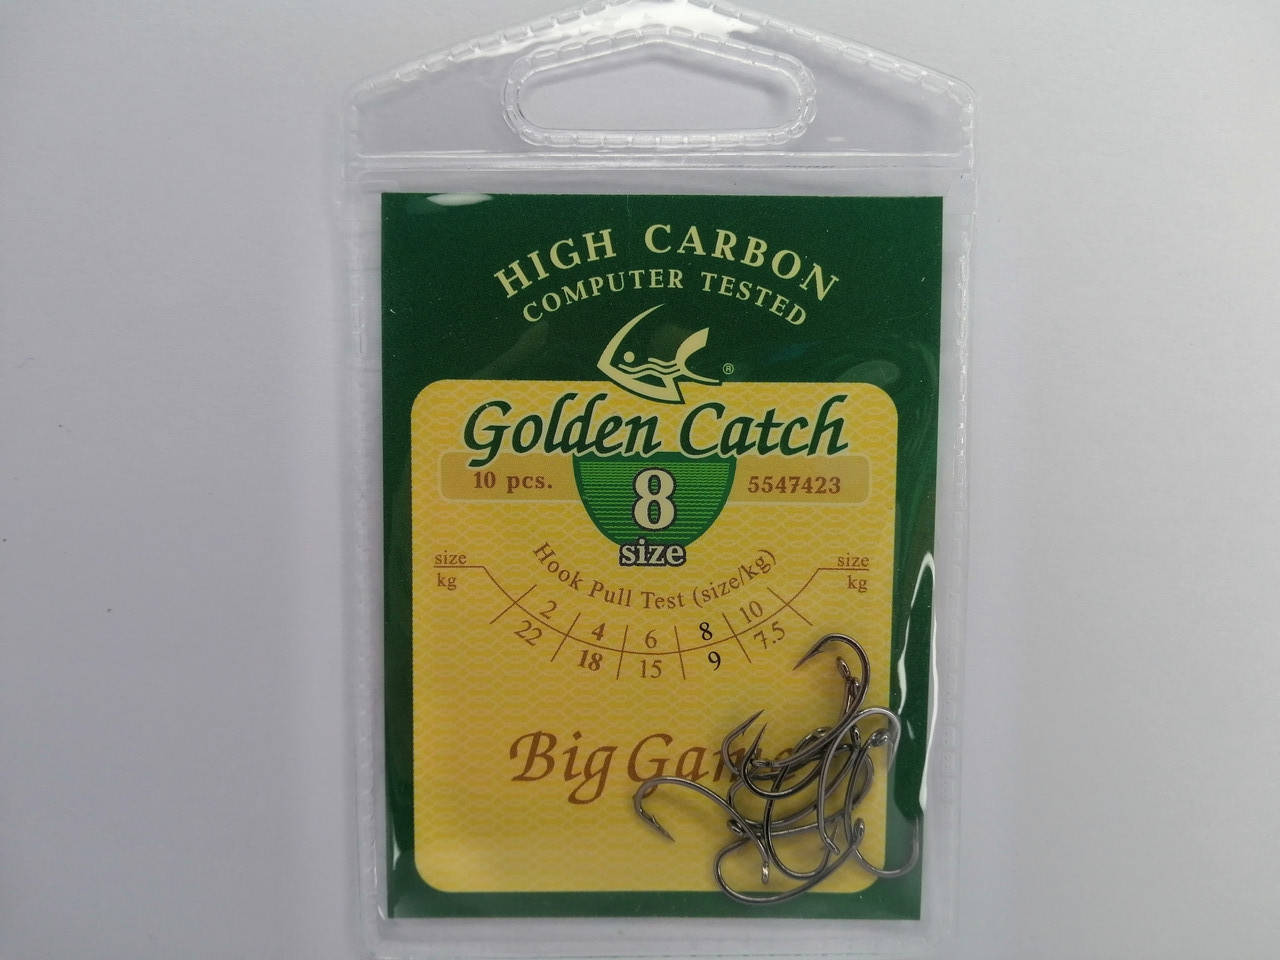 HIGH CARBON
COMPUTER TESTED
®
Golden Catch
10 pcs.
8
size
5547423
Hook Pull Test (size/kg)
size 2 4 6 8 10 size
kg 22 18 15 9 7.5 kg
Big Game